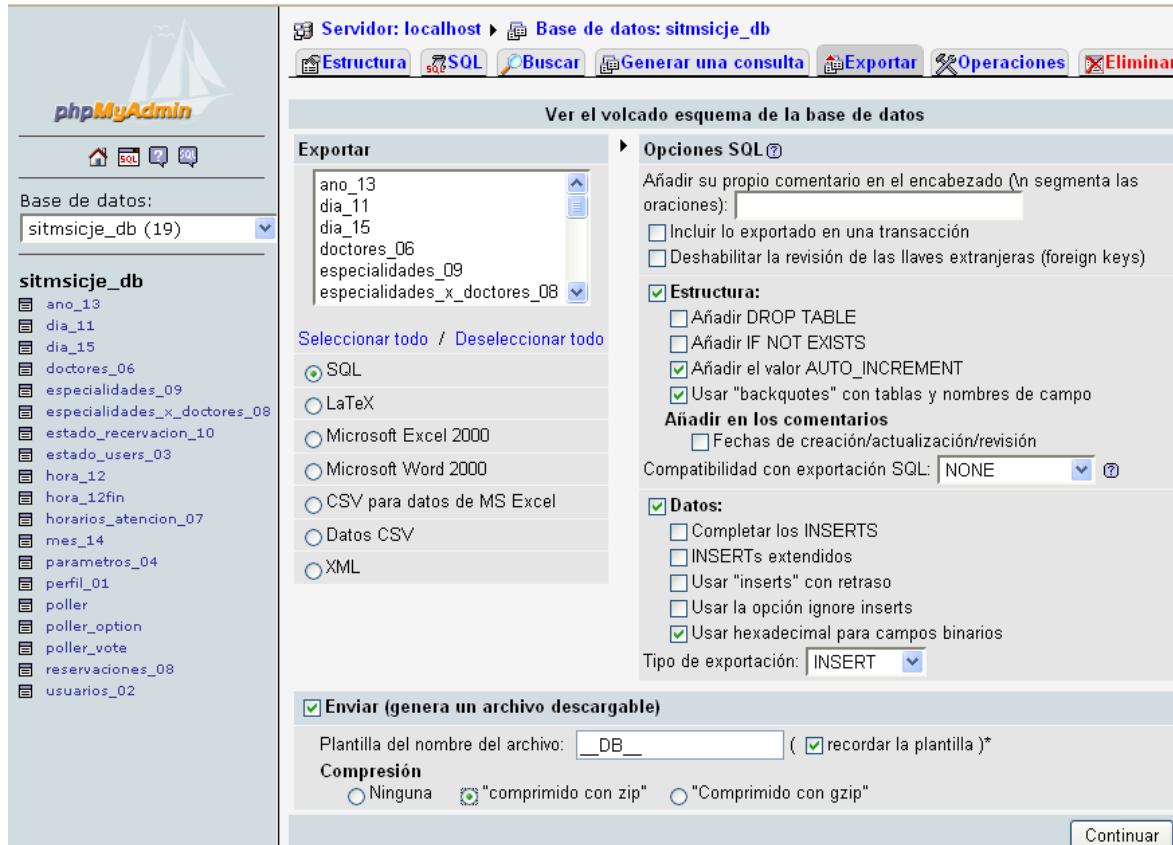 phpMyAdmin
SQL
SQL
Base de datos:
sitmsicje_db (19)
sitmsicje_db
ano_13
dia_11
dia_15
doctores_06
especialidades_09
especialidades_x_doctores_08
estado_recervacion_10
estado_users_03
hora_12
hora_12fin
horarios_atencion_07
mes_14
parametros_04
perfil_01
poller
poller_option
poller_vote
reservaciones_08
usuarios_02
Servidor: localhost ▸ Base de datos: sitmsicje_db
Estructura SQL Buscar Generar una consulta Exportar Operaciones Eliminar
Ver el volcado esquema de la base de datos
Exportar
ano_13
dia_11
dia_15
doctores_06
especialidades_09
especialidades_x_doctores_08
Seleccionar todo / Deseleccionar todo
SQL
LaTeX
Microsoft Excel 2000
Microsoft Word 2000
CSV para datos de MS Excel
Datos CSV
XML
Opciones SQL
Añadir su propio comentario en el encabezado (\n segmenta las
oraciones):
Incluir lo exportado en una transacción
Deshabilitar la revisión de las llaves extranjeras (foreign keys)
Estructura:
Añadir DROP TABLE
Añadir IF NOT EXISTS
Añadir el valor AUTO_INCREMENT
Usar "backquotes" con tablas y nombres de campo
Añadir en los comentarios
Fechas de creación/actualización/revisión
Compatibilidad con exportación SQL: NONE
Datos:
Completar los INSERTS
INSERTs extendidos
Usar "inserts" con retraso
Usar la opción ignore inserts
Usar hexadecimal para campos binarios
Tipo de exportación: INSERT
Enviar (genera un archivo descargable)
Plantilla del nombre del archivo: __DB__ ( recordar la plantilla )*
Compresión
Ninguna "comprimido con zip" "Comprimido con gzip"
Continuar